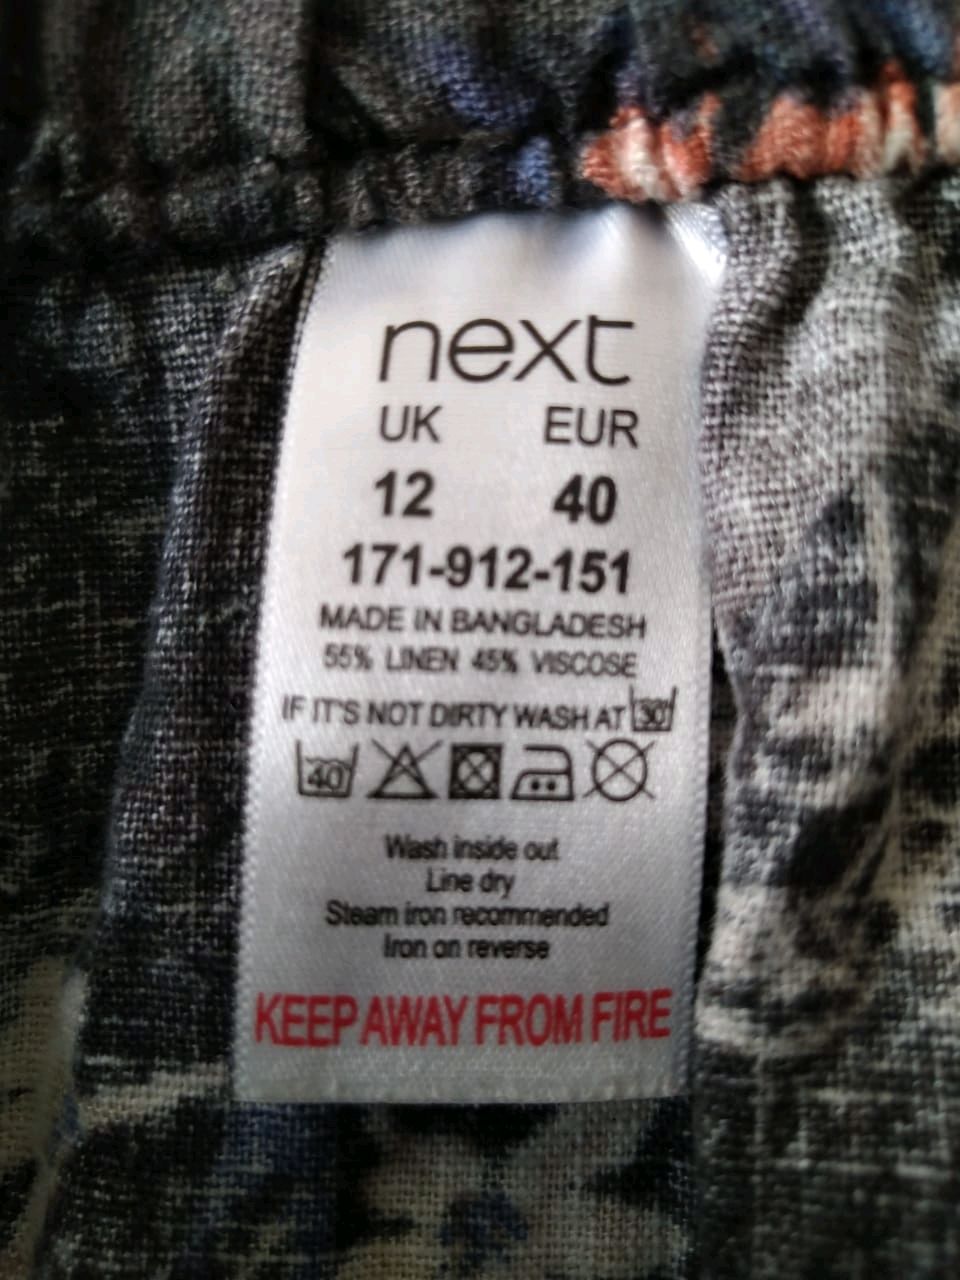 next
UK EUR
12 40
171-912-151
MADE IN BANGLADESH
55% LINEN 45% VISCOSE
IF IT'S NOT DIRTY WASH AT 30°
40
Wash inside out
Line dry
Steam iron recommended
Iron on reverse
KEEP AWAY FROM FIRE